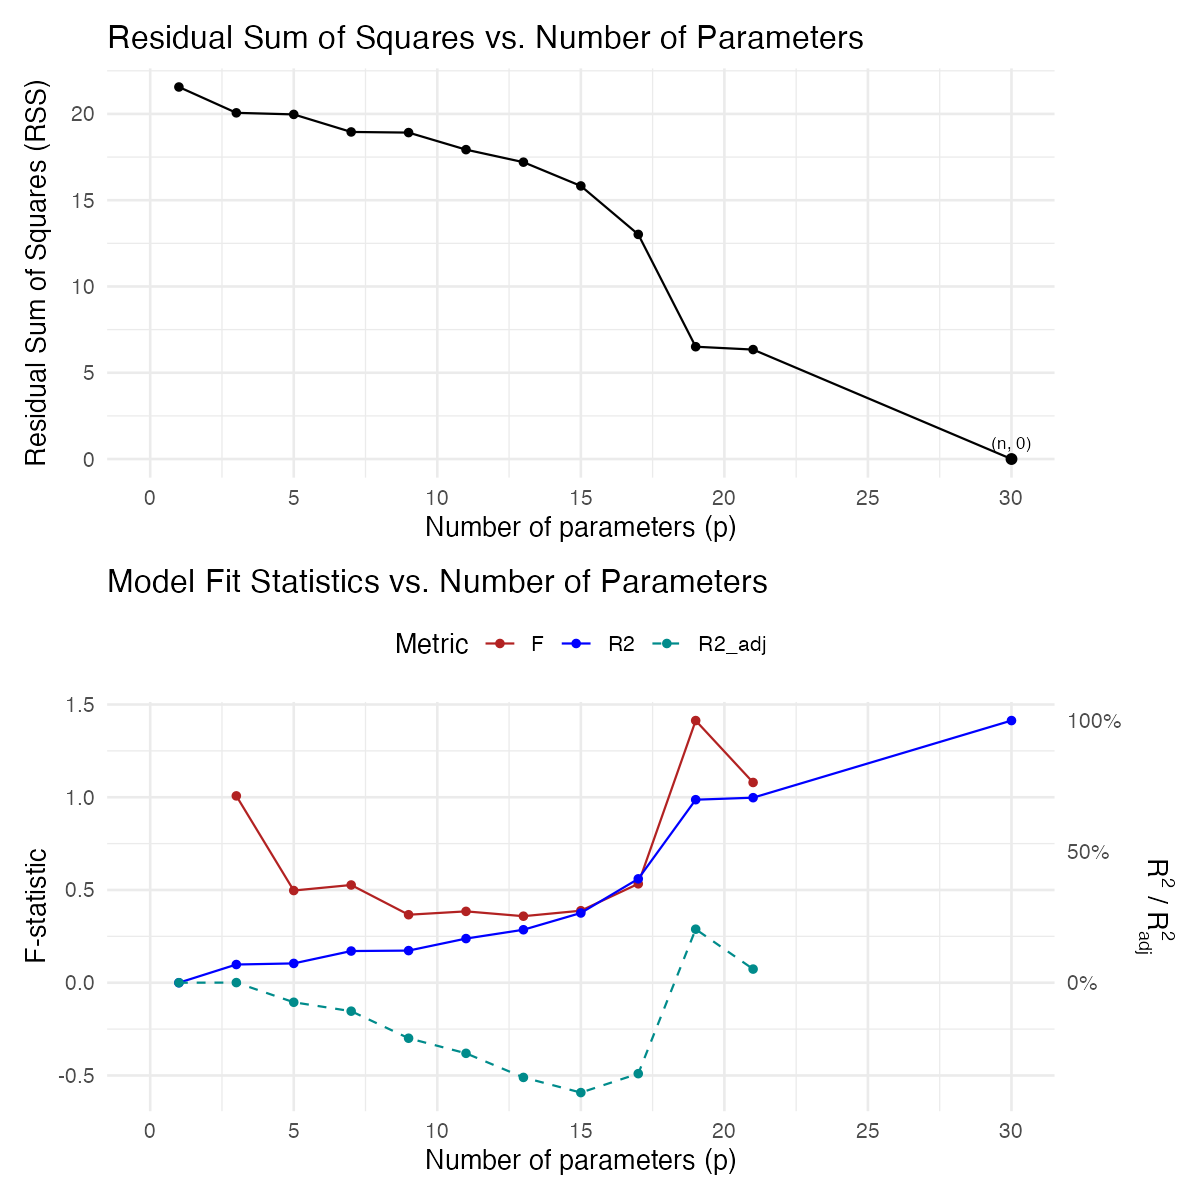 Residual Sum of Squares vs. Number of Parameters
Residual Sum of Squares (RSS)
20
15
10
5
0
(n, 0)
0 5 10 15 20 25 30
Number of parameters (p)
Model Fit Statistics vs. Number of Parameters
Metric F R2 R2_adj
F-statistic
1.5
1.0
0.5
0.0
-0.5
100%
50%
0%
R² / R²adj
0 5 10 15 20 25 30
Number of parameters (p)